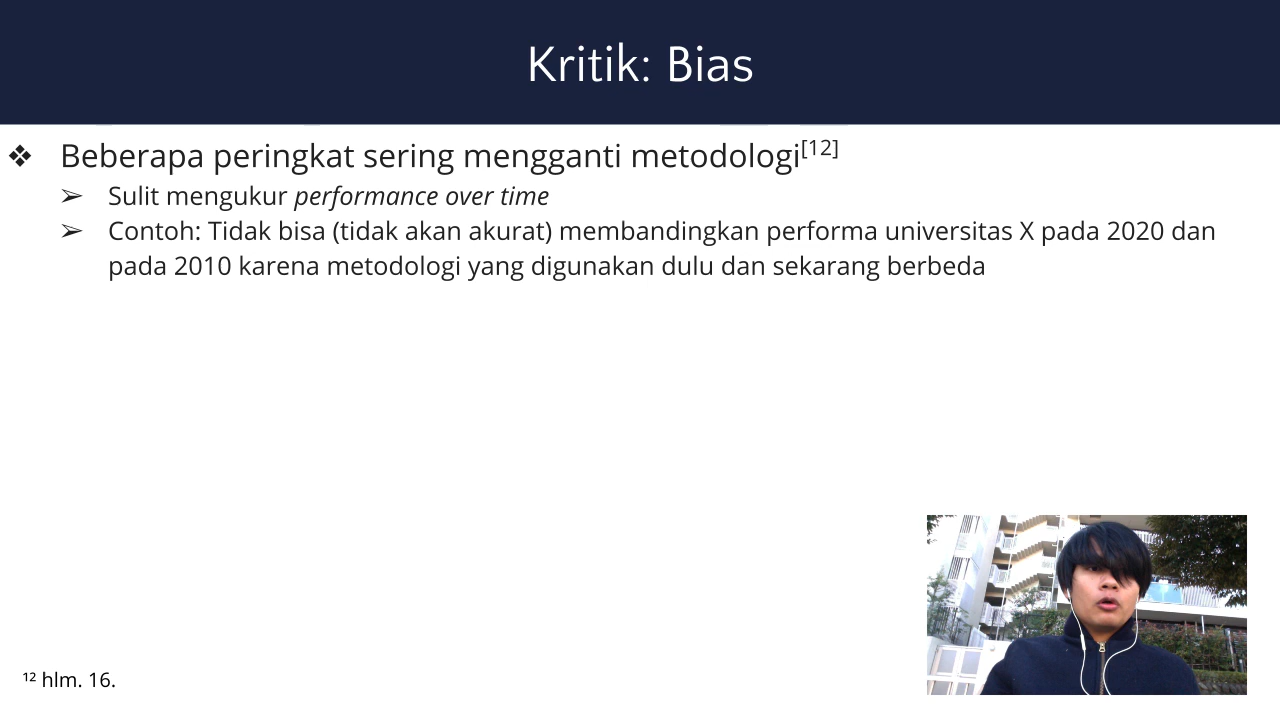 Kritik: Bias
❖ Beberapa peringkat sering mengganti metodologi[12]
➢ Sulit mengukur performance over time
➢ Contoh: Tidak bisa (tidak akan akurat) membandingkan performa universitas X pada 2020 dan
pada 2010 karena metodologi yang digunakan dulu dan sekarang berbeda
¹² hlm. 16.